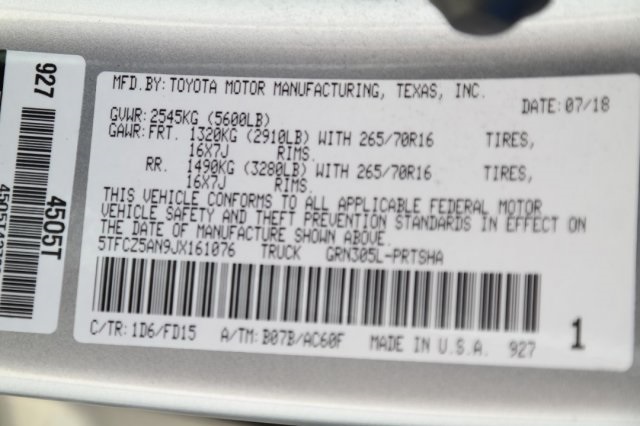 MFD.BY: TOYOTA MOTOR MANUFACTURING, TEXAS, INC.
DATE: 07/18
GVWR: 2545KG (5600LB)
GAWR: FRT. 1320KG (2910LB) WITH 265/70R16 TIRES,
16X7J RIMS.
RR. 1490KG (3280LB) WITH 265/70R16 TIRES,
16X7J RIMS.
THIS VEHICLE CONFORMS TO ALL APPLICABLE FEDERAL MOTOR
VEHICLE SAFETY AND THEFT PREVENTION STANDARDS IN EFFECT ON
THE DATE OF MANUFACTURE SHOWN ABOVE.
5TFCZ5AN9JX161076 TRUCK GRN305L-PRTSHA
C/TR: 1D6/FD15 A/TM: B07B/AC60F MADE IN U.S.A. 927
1
927
4505T